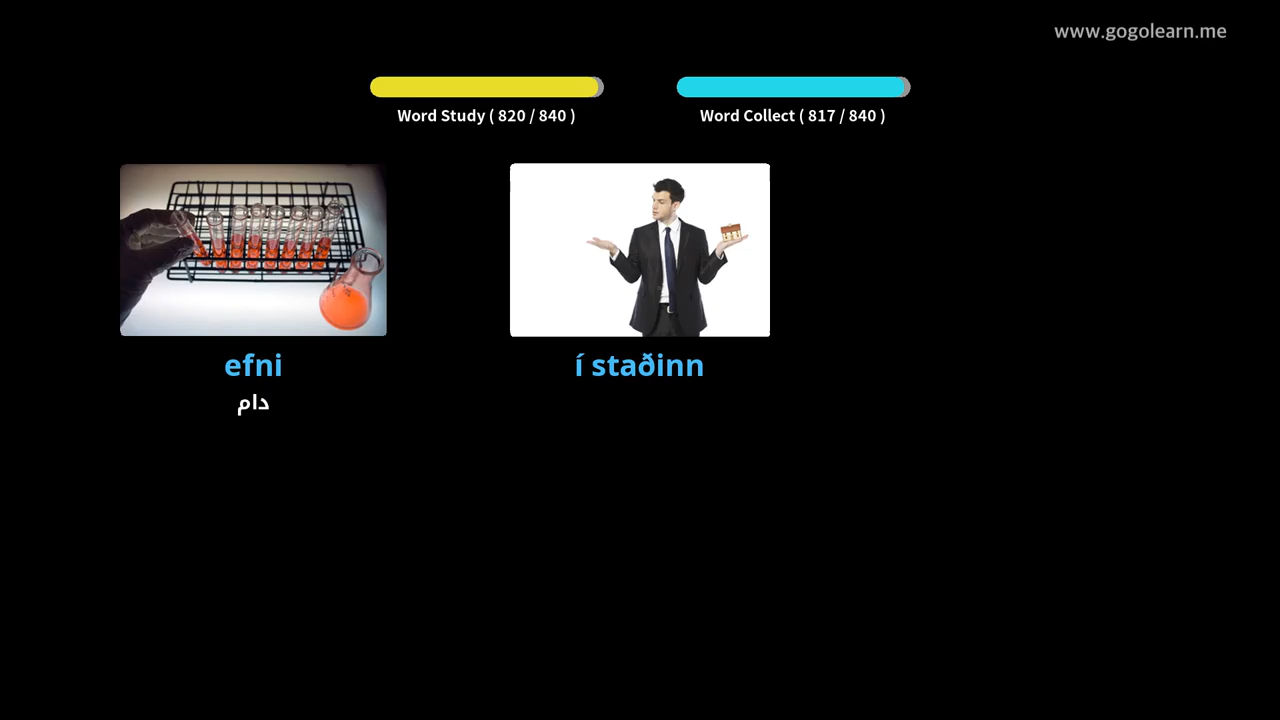 www.gogolearn.me
Word Study ( 820 / 840 )
Word Collect ( 817 / 840 )
efni
دام
í staðinn